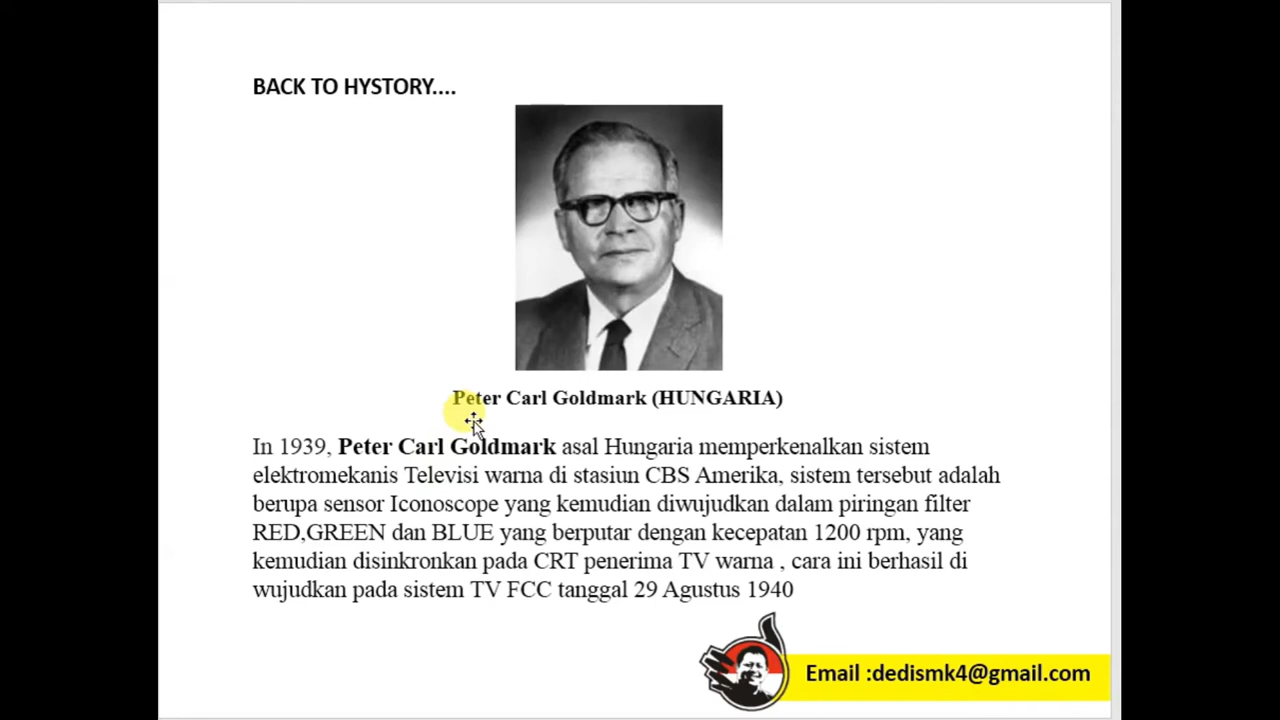 BACK TO HYSTORY....
Peter Carl Goldmark (HUNGARIA)
In 1939, Peter Carl Goldmark asal Hungaria memperkenalkan sistem
elektromekanis Televisi warna di stasiun CBS Amerika, sistem tersebut adalah
berupa sensor Iconoscope yang kemudian diwujudkan dalam piringan filter
RED,GREEN dan BLUE yang berputar dengan kecepatan 1200 rpm, yang
kemudian disinkronkan pada CRT penerima TV warna , cara ini berhasil di
wujudkan pada sistem TV FCC tanggal 29 Agustus 1940
Email :dedismk4@gmail.com